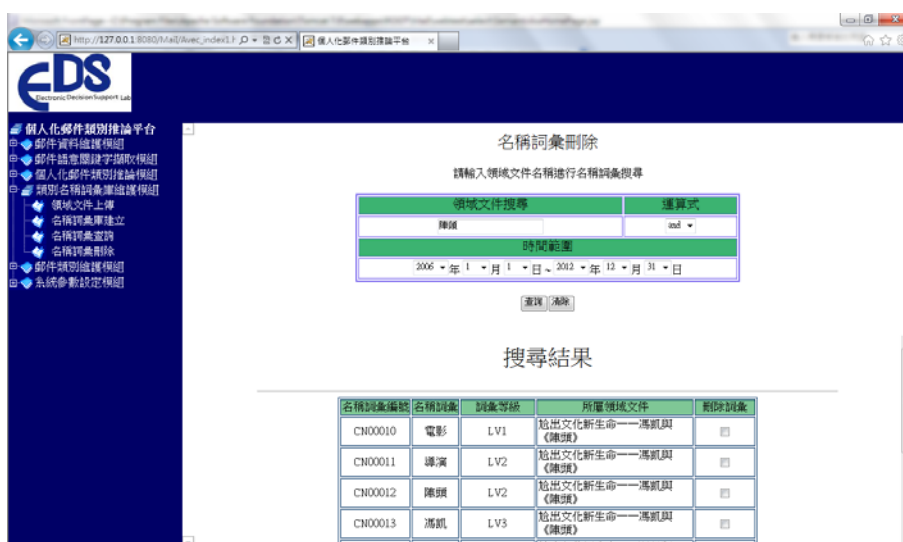 http://127.0.0.1:8080/Mail/Avec_index1.h
個人化郵件類別推論平台
EDS
Electronic Decision Support Lab
個人化郵件類別推論平台
郵件資料維護模組
郵件語意關鍵字擷取模組
個人化郵件類別推論模組
類別名稱詞彙庫維護模組
領域文件上傳
名稱詞彙庫建立
名稱詞彙查詢
名稱詞彙刪除
郵件類別維護模組
系統參數設定模組
名稱詞彙刪除
請輸入領域文件名稱進行名稱詞彙搜尋
領域文件搜尋 運算式
陣頭 and
時間範圍
2006 年 1 月 1 日 ~ 2012 年 12 月 31 日
查詢 清除
搜尋結果
名稱詞彙編號 名稱詞彙 詞彙等級 所屬領域文件 刪除詞彙
CN00010 電影 LV1 尬出文化新生命——馮凱與
《陣頭》
CN00011 導演 LV2 尬出文化新生命——馮凱與
《陣頭》
CN00012 陣頭 LV2 尬出文化新生命——馮凱與
《陣頭》
CN00013 馮凱 LV3 尬出文化新生命——馮凱與
《陣頭》